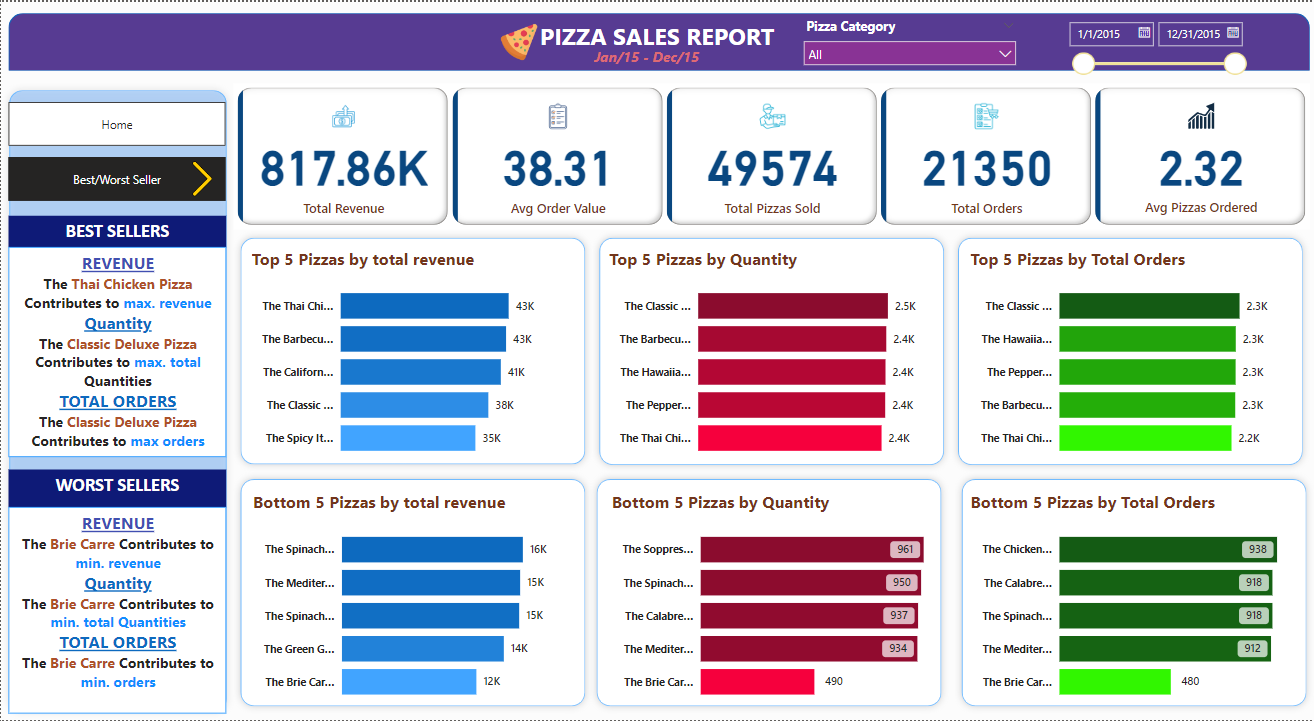 PIZZA SALES REPORT
Jan/15 - Dec/15
Pizza Category
All
1/1/2015
12/31/2015
Home
Best/Worst Seller
BEST SELLERS
REVENUE
The Thai Chicken Pizza
Contributes to max. revenue
Quantity
The Classic Deluxe Pizza
Contributes to max. total
Quantities
TOTAL ORDERS
The Classic Deluxe Pizza
Contributes to max orders
WORST SELLERS
REVENUE
The Brie Carre Contributes to
min. revenue
Quantity
The Brie Carre Contributes to
min. total Quantities
TOTAL ORDERS
The Brie Carre Contributes to
min. orders
817.86K
Total Revenue
38.31
Avg Order Value
49574
Total Pizzas Sold
21350
Total Orders
2.32
Avg Pizzas Ordered
Top 5 Pizzas by total revenue
The Thai Chi... 43K
The Barbecu... 43K
The Californ... 41K
The Classic ... 38K
The Spicy It... 35K
Top 5 Pizzas by Quantity
The Classic ... 2.5K
The Barbecu... 2.4K
The Hawaiia... 2.4K
The Pepper... 2.4K
The Thai Chi... 2.4K
Top 5 Pizzas by Total Orders
The Classic ... 2.3K
The Hawaiia... 2.3K
The Pepper... 2.3K
The Barbecu... 2.3K
The Thai Chi... 2.2K
Bottom 5 Pizzas by total revenue
The Spinach... 16K
The Mediter... 15K
The Spinach... 15K
The Green G... 14K
The Brie Car... 12K
Bottom 5 Pizzas by Quantity
The Soppres... 961
The Spinach... 950
The Calabre... 937
The Mediter... 934
The Brie Car... 490
Bottom 5 Pizzas by Total Orders
The Chicken... 938
The Calabre... 918
The Spinach... 918
The Mediter... 912
The Brie Car... 480